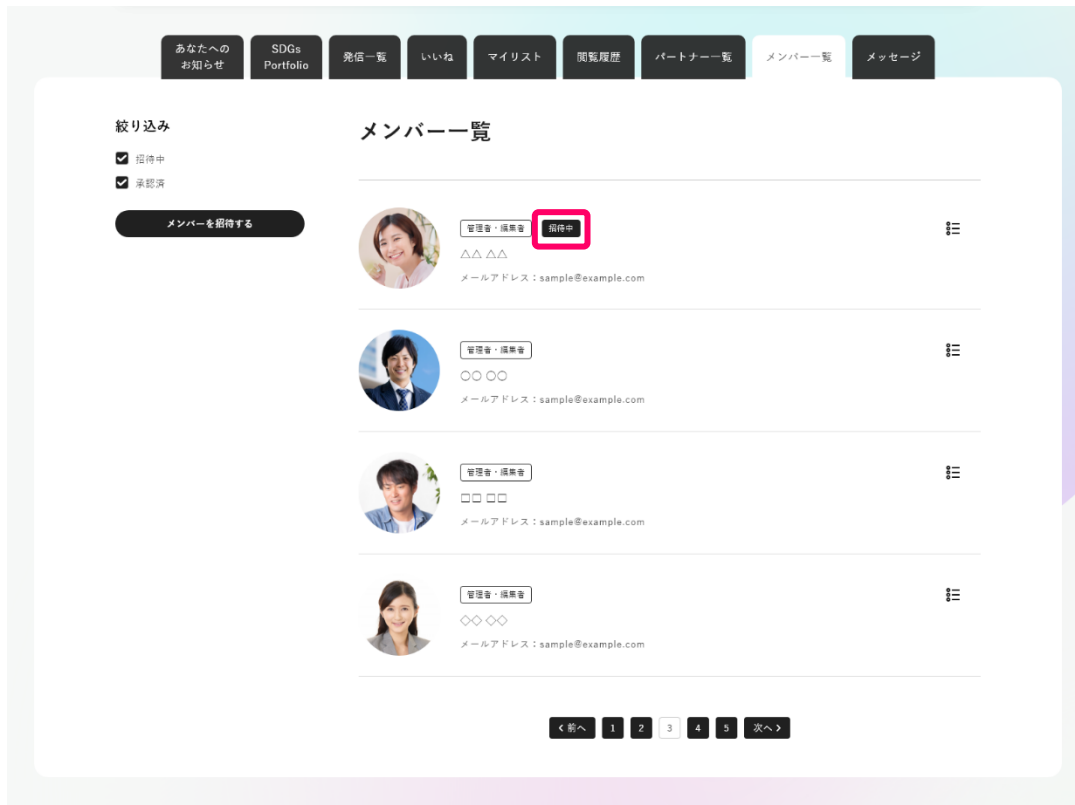 あなたへの
お知らせ
SDGs
Portfolio
発信一覧
いいね
マイリスト
閲覧履歴
パートナー一覧
メンバー一覧
メッセージ
絞り込み
招待中
承認済
メンバーを招待する
メンバー一覧
管理者・編集者 招待中
△△ △△
メールアドレス：sample@example.com
管理者・編集者
○○ ○○
メールアドレス：sample@example.com
管理者・編集者
□□ □□
メールアドレス：sample@example.com
管理者・編集者
◇◇ ◇◇
メールアドレス：sample@example.com
前へ 1 2 3 4 5 次へ